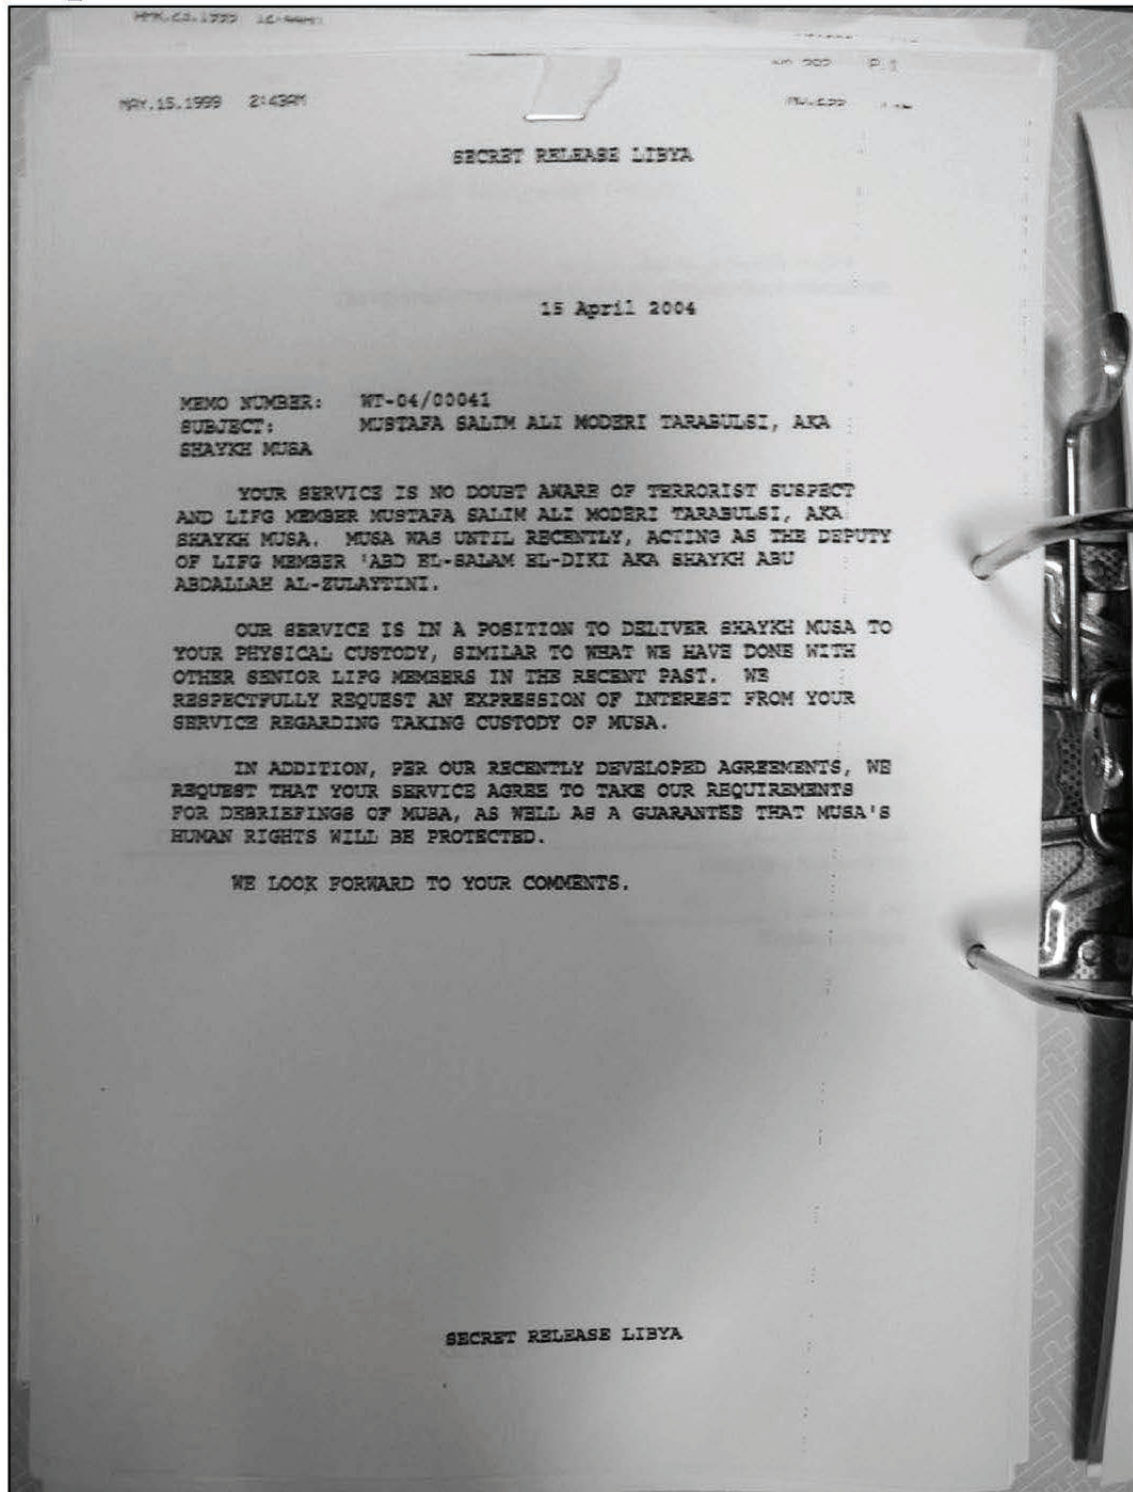 MAY.15.1999 2:43AM
SECRET RELEASE LIBYA
15 April 2004
MEMO NUMBER: WT-04/00041
SUBJECT: MUSTAFA SALIM ALI MODERI TARABULSI, AKA
SHAYKH MUSA
YOUR SERVICE IS NO DOUBT AWARE OF TERRORIST SUSPECT
AND LIFG MEMBER MUSTAFA SALIM ALI MODERI TARABULSI, AKA
SHAYKH MUSA. MUSA WAS UNTIL RECENTLY, ACTING AS THE DEPUTY
OF LIFG MEMBER 'ABD EL-SALAM EL-DIKI AKA SHAYKH ABU
ABDALLAH AL-ZULAYTINI.
OUR SERVICE IS IN A POSITION TO DELIVER SHAYKH MUSA TO
YOUR PHYSICAL CUSTODY, SIMILAR TO WHAT WE HAVE DONE WITH
OTHER SENIOR LIFG MEMBERS IN THE RECENT PAST. WE
RESPECTFULLY REQUEST AN EXPRESSION OF INTEREST FROM YOUR
SERVICE REGARDING TAKING CUSTODY OF MUSA.
IN ADDITION, PER OUR RECENTLY DEVELOPED AGREEMENTS, WE
REQUEST THAT YOUR SERVICE AGREE TO TAKE OUR REQUIREMENTS
FOR DEBRIEFINGS OF MUSA, AS WELL AS A GUARANTEE THAT MUSA'S
HUMAN RIGHTS WILL BE PROTECTED.
WE LOOK FORWARD TO YOUR COMMENTS.
SECRET RELEASE LIBYA